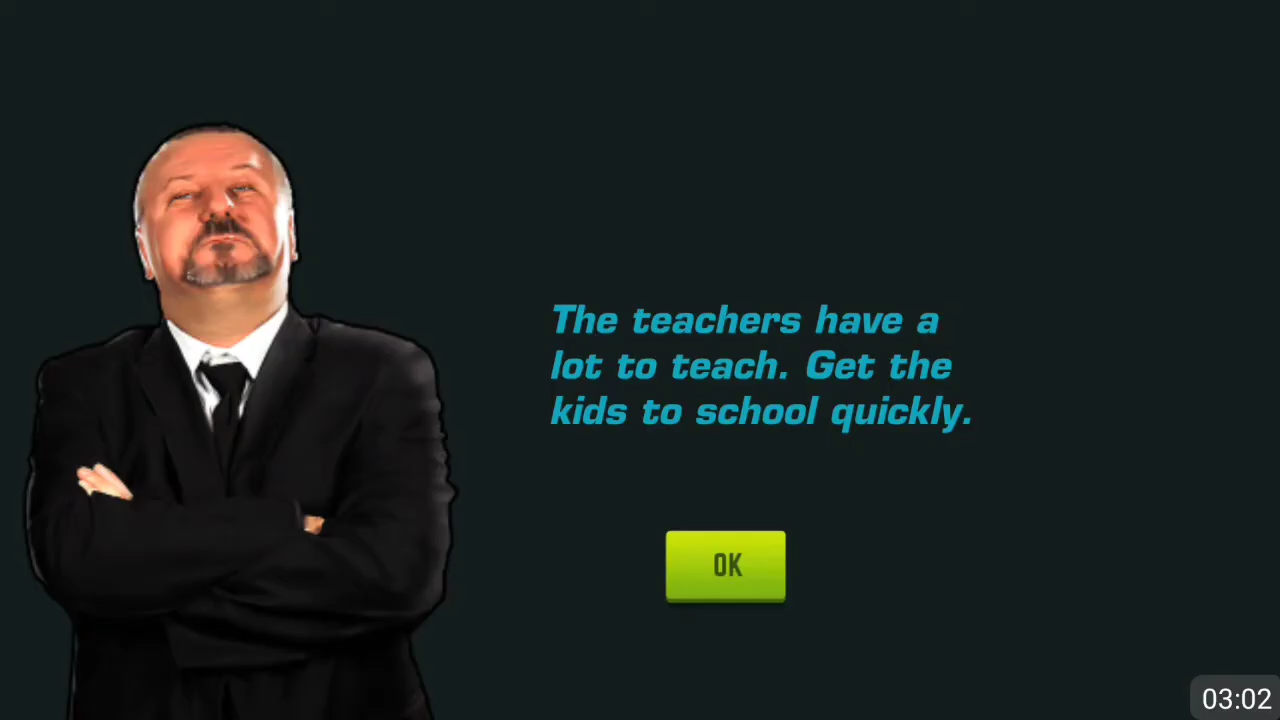 The teachers have a
lot to teach. Get the
kids to school quickly.
OK
03:02